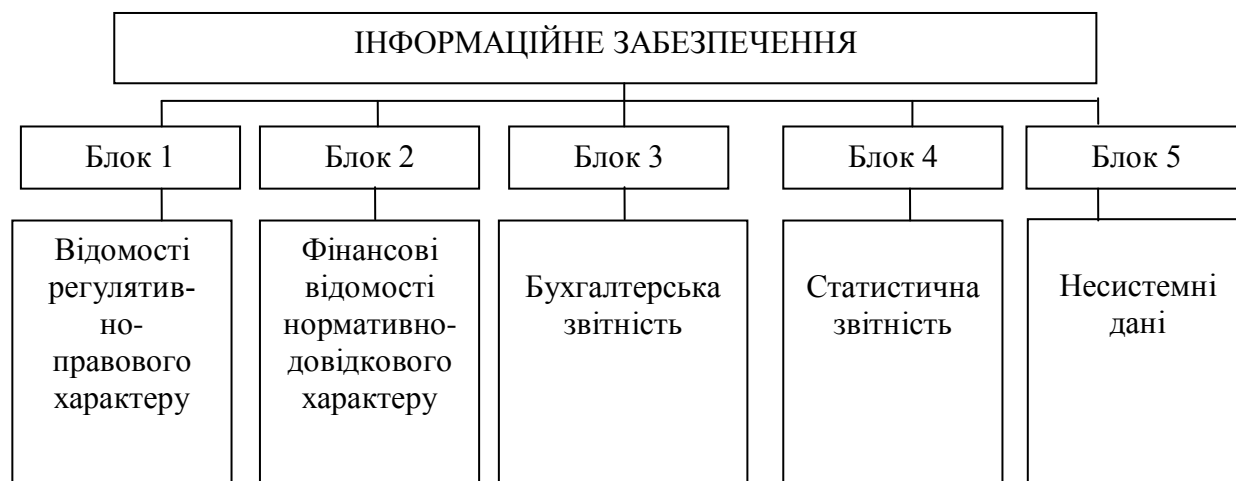 ІНФОРМАЦІЙНЕ ЗАБЕЗПЕЧЕННЯ
Блок 1
Блок 2
Блок 3
Блок 4
Блок 5
Відомості
регулятив-
но-
правового
характеру
Фінансові
відомості
нормативно-
довідкового
характеру
Бухгалтерська
звітність
Статистична
звітність
Несистемні
дані